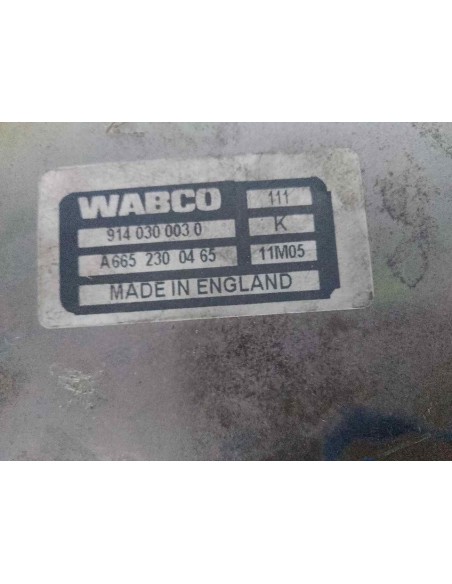 WABCO 111
914 030 003 0 K
A665 230 04 65 11M05
MADE IN ENGLAND